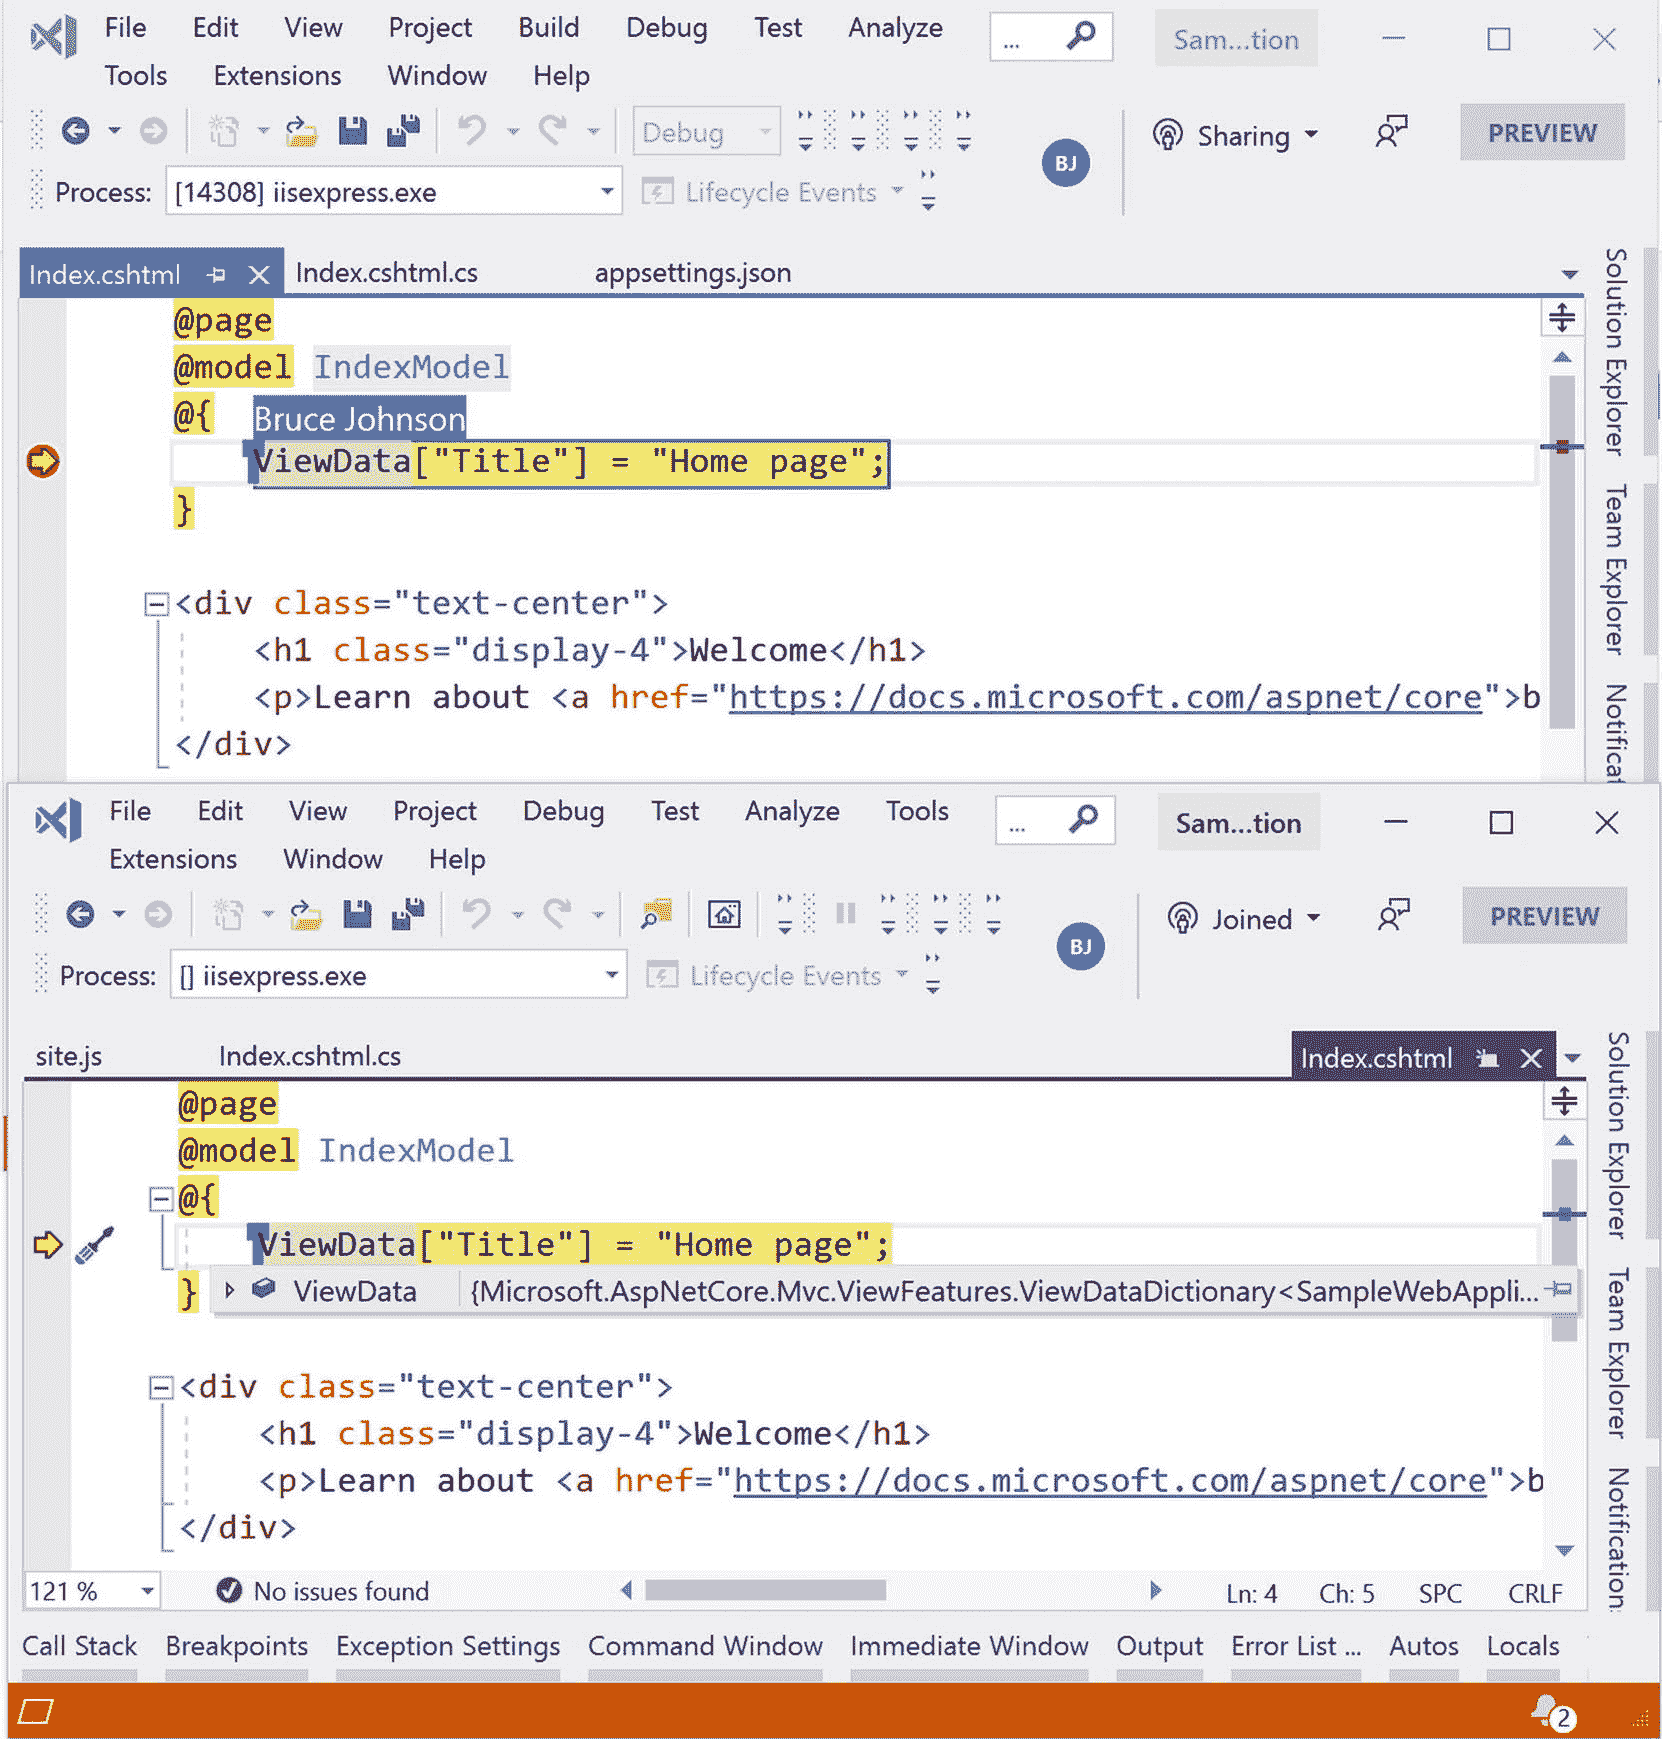 File Edit View Project Build Debug Test Analyze ... Sam...tion
Tools Extensions Window Help
Debug BJ Sharing PREVIEW
Process: [14308] iisexpress.exe Lifecycle Events
Index.cshtml Index.cshtml.cs appsettings.json
@page
@model IndexModel
@{ Bruce Johnson
ViewData["Title"] = "Home page";
}
<div class="text-center">
<h1 class="display-4">Welcome</h1>
<p>Learn about <a href="https://docs.microsoft.com/aspnet/core">b
</div>
Solution Explorer
Team Explorer
Notificat
File Edit View Project Debug Test Analyze Tools ... Sam...tion
Extensions Window Help
BJ Joined PREVIEW
Process: [] iisexpress.exe Lifecycle Events
site.js Index.cshtml.cs Index.cshtml
@page
@model IndexModel
@{
ViewData["Title"] = "Home page";
} ViewData {Microsoft.AspNetCore.Mvc.ViewFeatures.ViewDataDictionary<SampleWebAppli...
<div class="text-center">
<h1 class="display-4">Welcome</h1>
<p>Learn about <a href="https://docs.microsoft.com/aspnet/core">b
</div>
Solution Explorer
Team Explorer
Notification
121 % No issues found Ln: 4 Ch: 5 SPC CRLF
Call Stack Breakpoints Exception Settings Command Window Immediate Window Output Error List ... Autos Locals
2